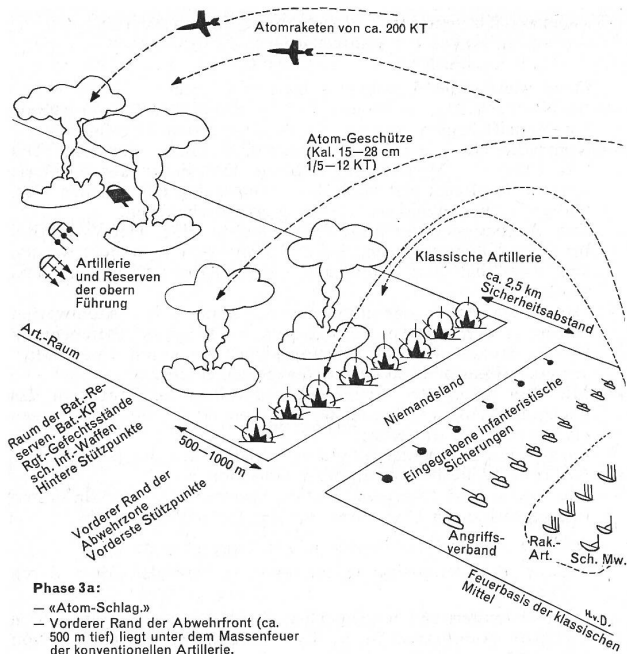 Atomraketen von ca. 200 KT
Atom-Geschütze
(Kal. 15—28 cm
1/5—12 KT)
Klassische Artillerie
ca. 2,5 km
Sicherheitsabstand
Artillerie
und Reserven
der obern
Führung
Art.-Raum
Raum der Bat.-Re-
serven. Bat.-KP
Rgt.-Gefechtsstände
sch. Inf.-Waffen
Hintere Stützpunkte
500—1000 m
Vorderer Rand der
Abwehrzone
Vorderste Stützpunkte
Niemandsland
Eingegrabene infanteristische
Sicherungen
Angriffs-
verband
Rak.-
Art.
Sch. Mw.
Feuerbasis der klassischen
Mittel
H.v.D.
Phase 3a:
— «Atom-Schlag.»
— Vorderer Rand der Abwehrfront (ca.
500 m tief) liegt unter dem Massenfeuer
der konventionellen Artillerie.